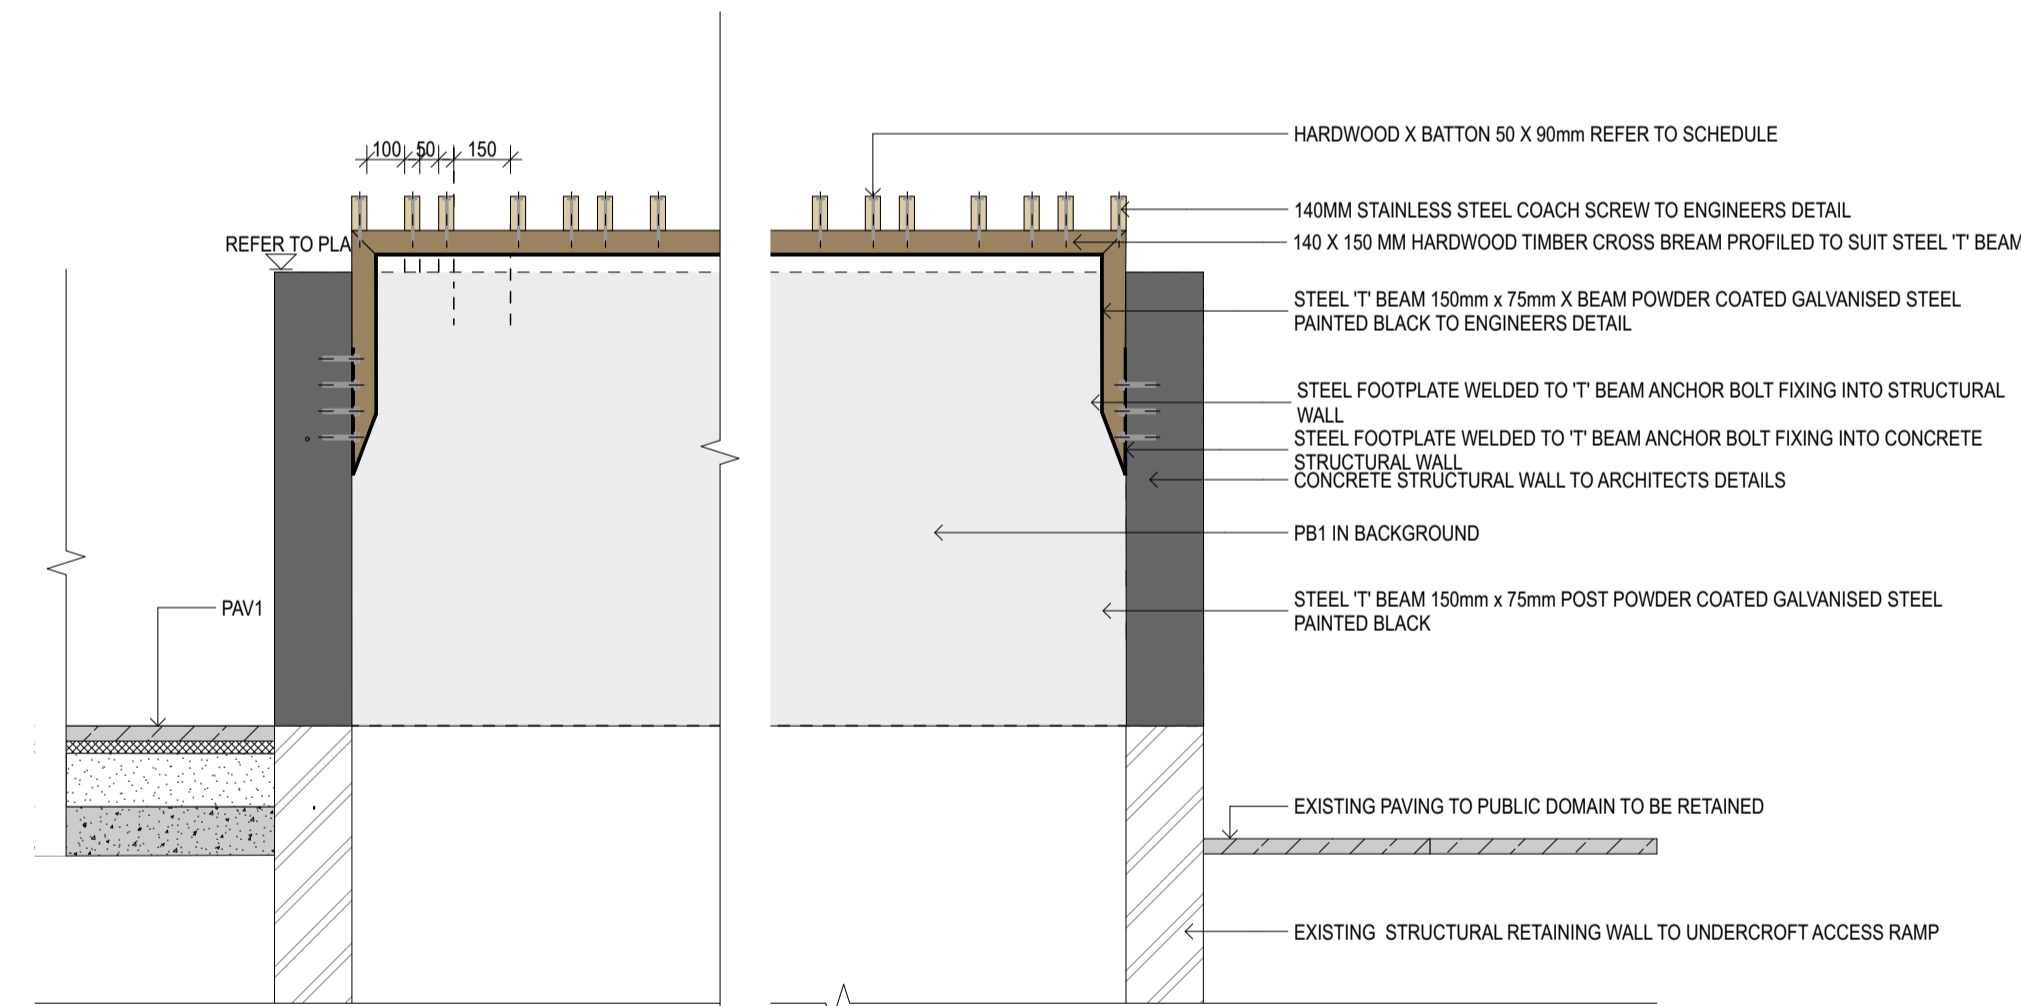 HARDWOOD X BATTON 50 X 90mm REFER TO SCHEDULE
100 50 150
140MM STAINLESS STEEL COACH SCREW TO ENGINEERS DETAIL
REFER TO PLA
140 X 150 MM HARDWOOD TIMBER CROSS BREAM PROFILED TO SUIT STEEL 'T' BEAM
STEEL 'T' BEAM 150mm x 75mm X BEAM POWDER COATED GALVANISED STEEL
PAINTED BLACK TO ENGINEERS DETAIL
STEEL FOOTPLATE WELDED TO 'T' BEAM ANCHOR BOLT FIXING INTO STRUCTURAL
WALL
STEEL FOOTPLATE WELDED TO 'T' BEAM ANCHOR BOLT FIXING INTO CONCRETE
STRUCTURAL WALL
CONCRETE STRUCTURAL WALL TO ARCHITECTS DETAILS
PB1 IN BACKGROUND
STEEL 'T' BEAM 150mm x 75mm POST POWDER COATED GALVANISED STEEL
PAINTED BLACK
PAV1
EXISTING PAVING TO PUBLIC DOMAIN TO BE RETAINED
EXISTING STRUCTURAL RETAINING WALL TO UNDERCROFT ACCESS RAMP